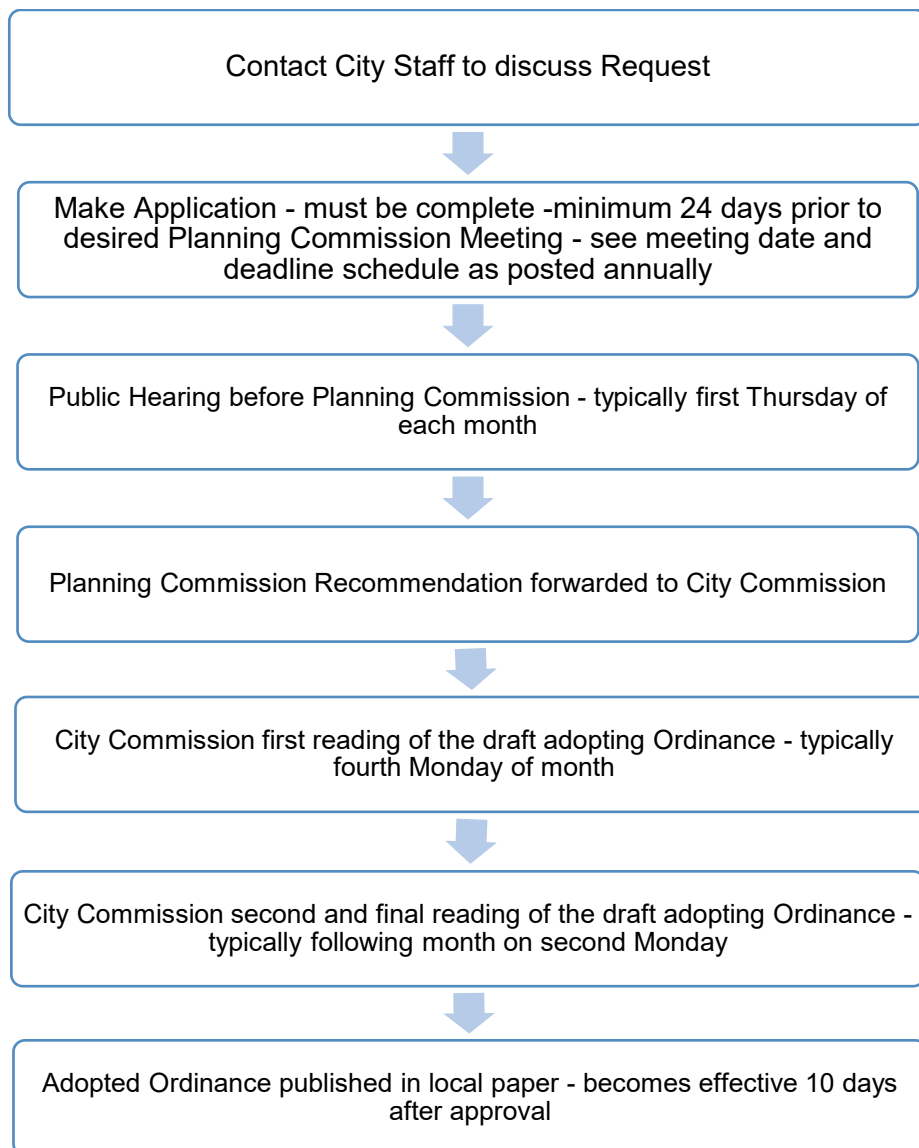 Contact City Staff to discuss Request
Make Application - must be complete -minimum 24 days prior to
desired Planning Commission Meeting - see meeting date and
deadline schedule as posted annually
Public Hearing before Planning Commission - typically first Thursday of
each month
Planning Commission Recommendation forwarded to City Commission
City Commission first reading of the draft adopting Ordinance - typically
fourth Monday of month
City Commission second and final reading of the draft adopting Ordinance -
typically following month on second Monday
Adopted Ordinance published in local paper - becomes effective 10 days
after approval